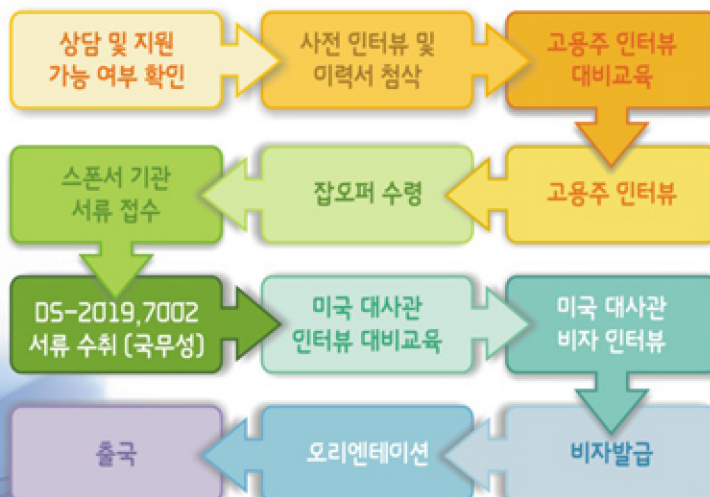 상담 및 지원
가능 여부 확인
사전 인터뷰 및
이력서 첨삭
고용주 인터뷰
대비교육
고용주 인터뷰
잡오퍼 수령
스폰서 기관
서류 접수
DS-2019,7002
서류 수취 (국무성)
미국 대사관
인터뷰 대비교육
미국 대사관
비자 인터뷰
비자발급
오리엔테이션
출국